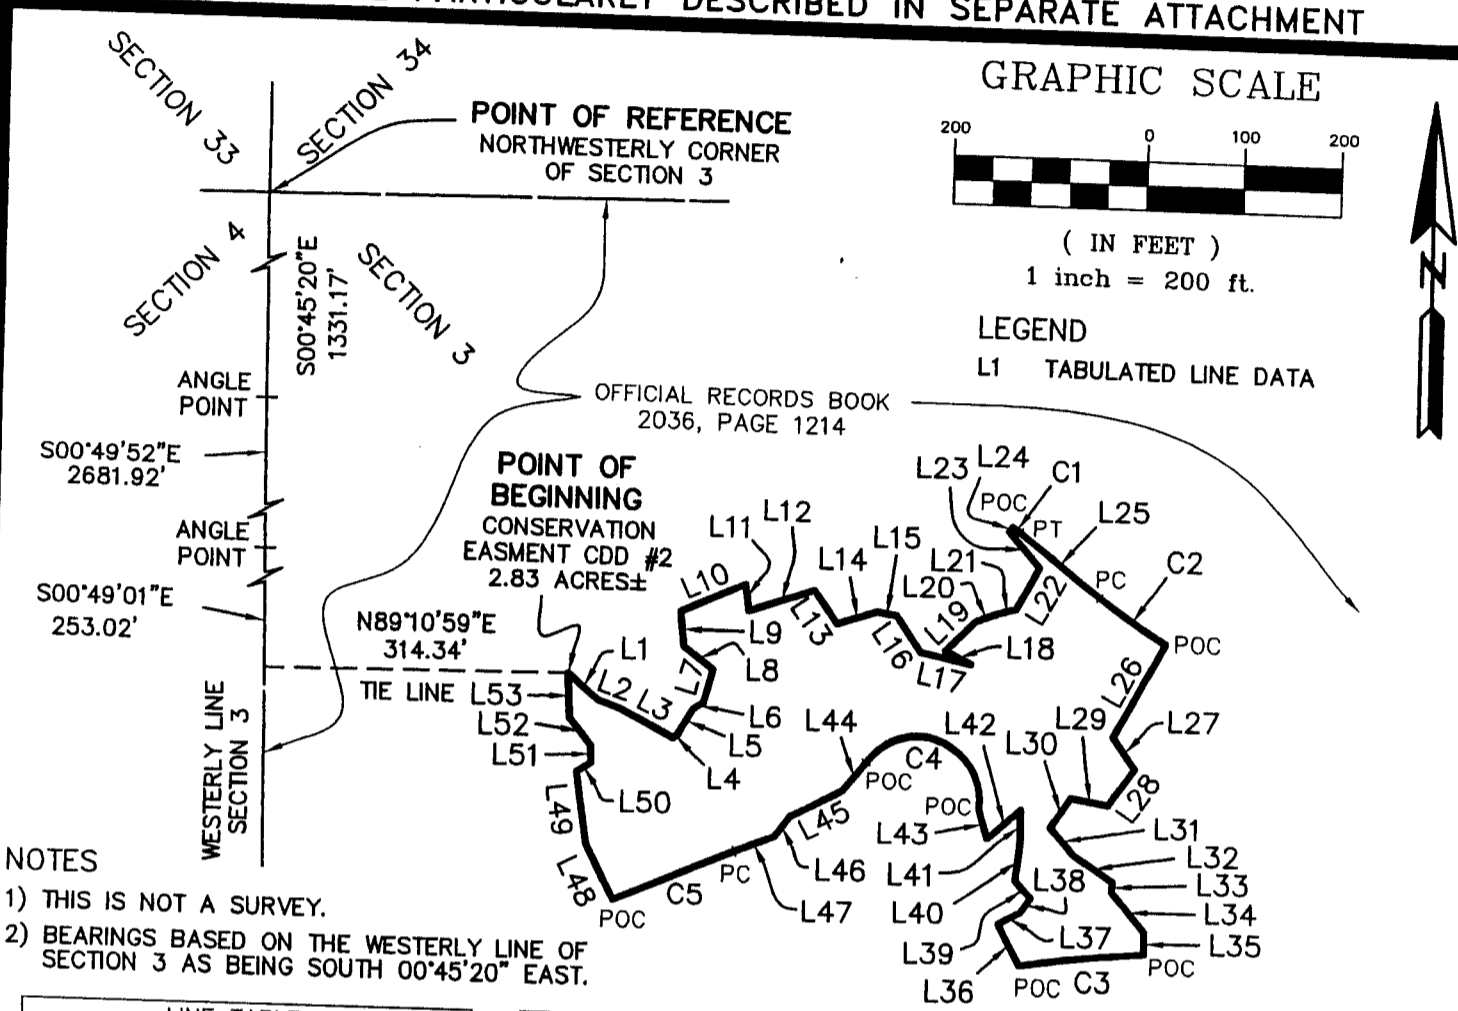 PARTICULARLY DESCRIBED IN SEPARATE ATTACHMENT
SECTION 33
SECTION 34
POINT OF REFERENCE
NORTHWESTERLY CORNER
OF SECTION 3
GRAPHIC SCALE
200 0 100 200
( IN FEET )
1 inch = 200 ft.
N
LEGEND
L1 TABULATED LINE DATA
SECTION 4
SECTION 3
S00°45'20"E
1331.17'
ANGLE
POINT
S00°49'52"E
2681.92'
ANGLE
POINT
S00°49'01"E
253.02'
OFFICIAL RECORDS BOOK
2036, PAGE 1214
POINT OF
BEGINNING
CONSERVATION
EASMENT CDD #2
2.83 ACRES±
N89°10'59"E
314.34'
TIE LINE
WESTERLY LINE
SECTION 3
L1
L2
L3
L4
L5
L6
L7
L8
L9
L10
L11
L12
L13
L14
L15
L16
L17
L18
L19
L20
L21
L22
L23
L24
POC
C1
PT
L25
PC
C2
POC
L26
L27
L28
L29
L30
L31
L32
L33
L34
L35
POC
C3
POC
L36
L37
L38
L39
L40
L41
L42
L43
POC
C4
POC
L44
L45
L46
L47
PC
C5
POC
L48
L49
L50
L51
L52
L53
NOTES
1) THIS IS NOT A SURVEY.
2) BEARINGS BASED ON THE WESTERLY LINE OF
SECTION 3 AS BEING SOUTH 00°45'20" EAST.
LINE TABLE